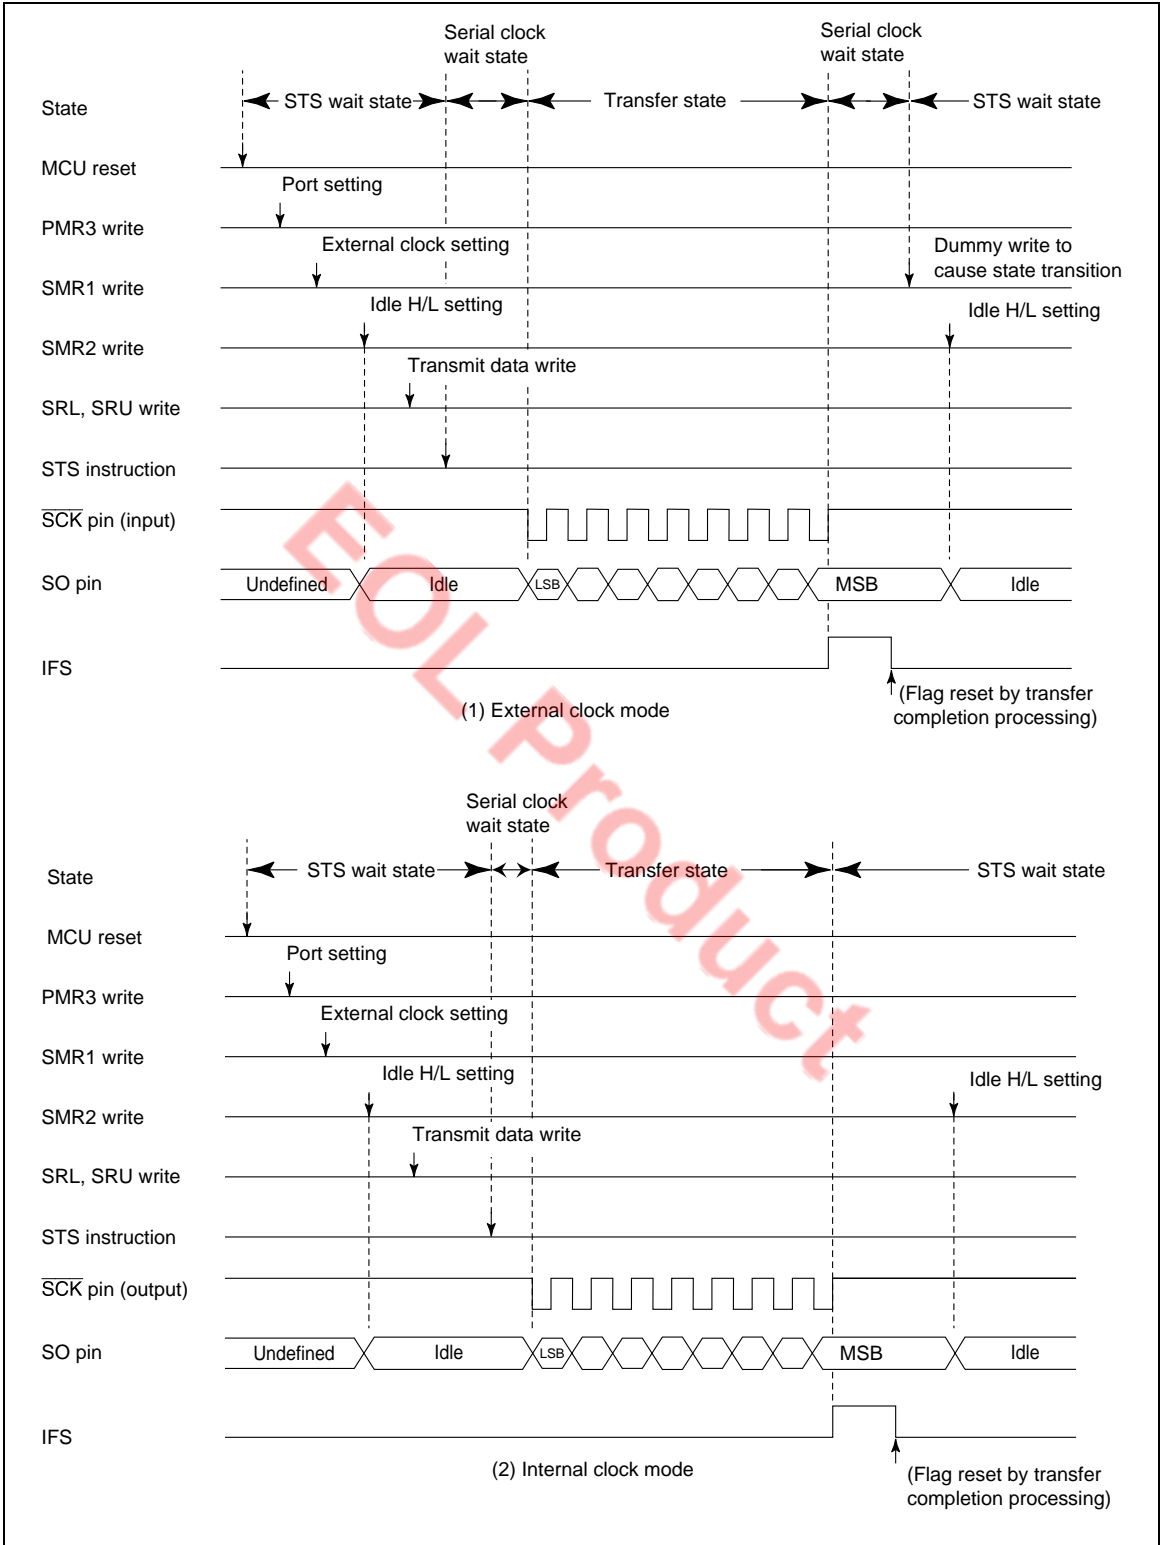 Serial clock
wait state
Serial clock
wait state
State
STS wait state
Transfer state
STS wait state
MCU reset
Port setting
PMR3 write
External clock setting
Dummy write to
cause state transition
SMR1 write
Idle H/L setting
Idle H/L setting
SMR2 write
Transmit data write
SRL, SRU write
STS instruction
SCK pin (input)
SO pin
Undefined
Idle
LSB
MSB
Idle
IFS
(Flag reset by transfer
completion processing)
(1) External clock mode
EOL Product
Serial clock
wait state
State
STS wait state
Transfer state
STS wait state
MCU reset
Port setting
PMR3 write
External clock setting
SMR1 write
Idle H/L setting
Idle H/L setting
SMR2 write
Transmit data write
SRL, SRU write
STS instruction
SCK pin (output)
SO pin
Undefined
Idle
LSB
MSB
Idle
IFS
(2) Internal clock mode
(Flag reset by transfer
completion processing)